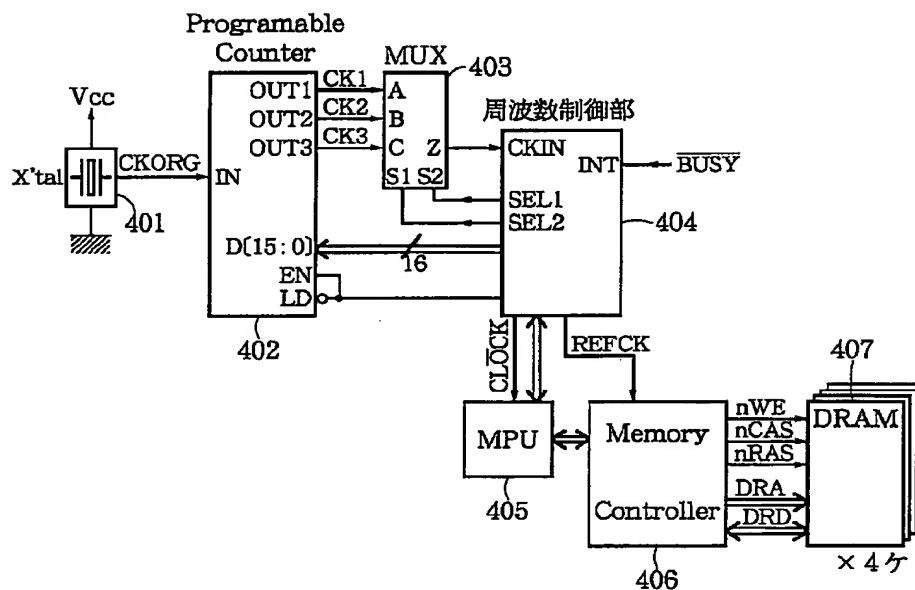 Programable
Counter
MUX
403
Vcc
OUT1
CK1
A
OUT2
CK2
B
周波数制御部
OUT3
CK3
C
Z
CKIN
CKORG
IN
INT
BUSY
X'tal
S1 S2
SEL1
401
SEL2
404
D[15:0]
16
EN
LD
402
CLOCK
REFCK
407
nWE
DRAM
nCAS
MPU
Memory
nRAS
DRA
405
Controller
DRD
406
×4ケ